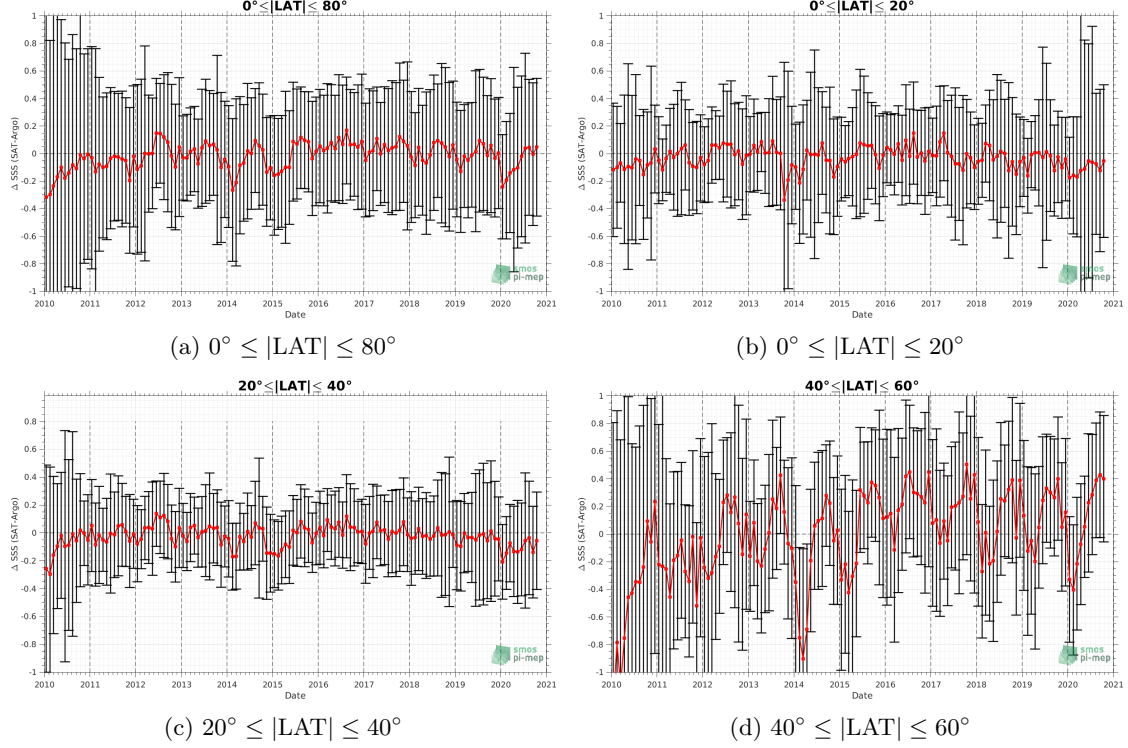 0°≤|LAT|≤ 80°
Δ SSS (SAT-Argo)
1
0.8
0.6
0.4
0.2
0
-0.2
-0.4
-0.6
-0.8
-1
2010 2011 2012 2013 2014 2015 2016 2017 2018 2019 2020 2021
Date
smos
pi-mep
(a) 0° ≤ |LAT| ≤ 80°
0°≤|LAT|≤ 20°
Δ SSS (SAT-Argo)
1
0.8
0.6
0.4
0.2
0
-0.2
-0.4
-0.6
-0.8
-1
2010 2011 2012 2013 2014 2015 2016 2017 2018 2019 2020 2021
Date
smos
pi-mep
(b) 0° ≤ |LAT| ≤ 20°
20°≤|LAT|≤ 40°
Δ SSS (SAT-Argo)
0.8
0.6
0.4
0.2
0
-0.2
-0.4
-0.6
-0.8
-1
2010 2011 2012 2013 2014 2015 2016 2017 2018 2019 2020 2021
Date
smos
pi-mep
(c) 20° ≤ |LAT| ≤ 40°
40°≤|LAT|≤ 60°
Δ SSS (SAT-Argo)
1
0.8
0.6
0.4
0.2
0
-0.2
-0.4
-0.6
-0.8
-1
2010 2011 2012 2013 2014 2015 2016 2017 2018 2019 2020 2021
Date
smos
pi-mep
(d) 40° ≤ |LAT| ≤ 60°